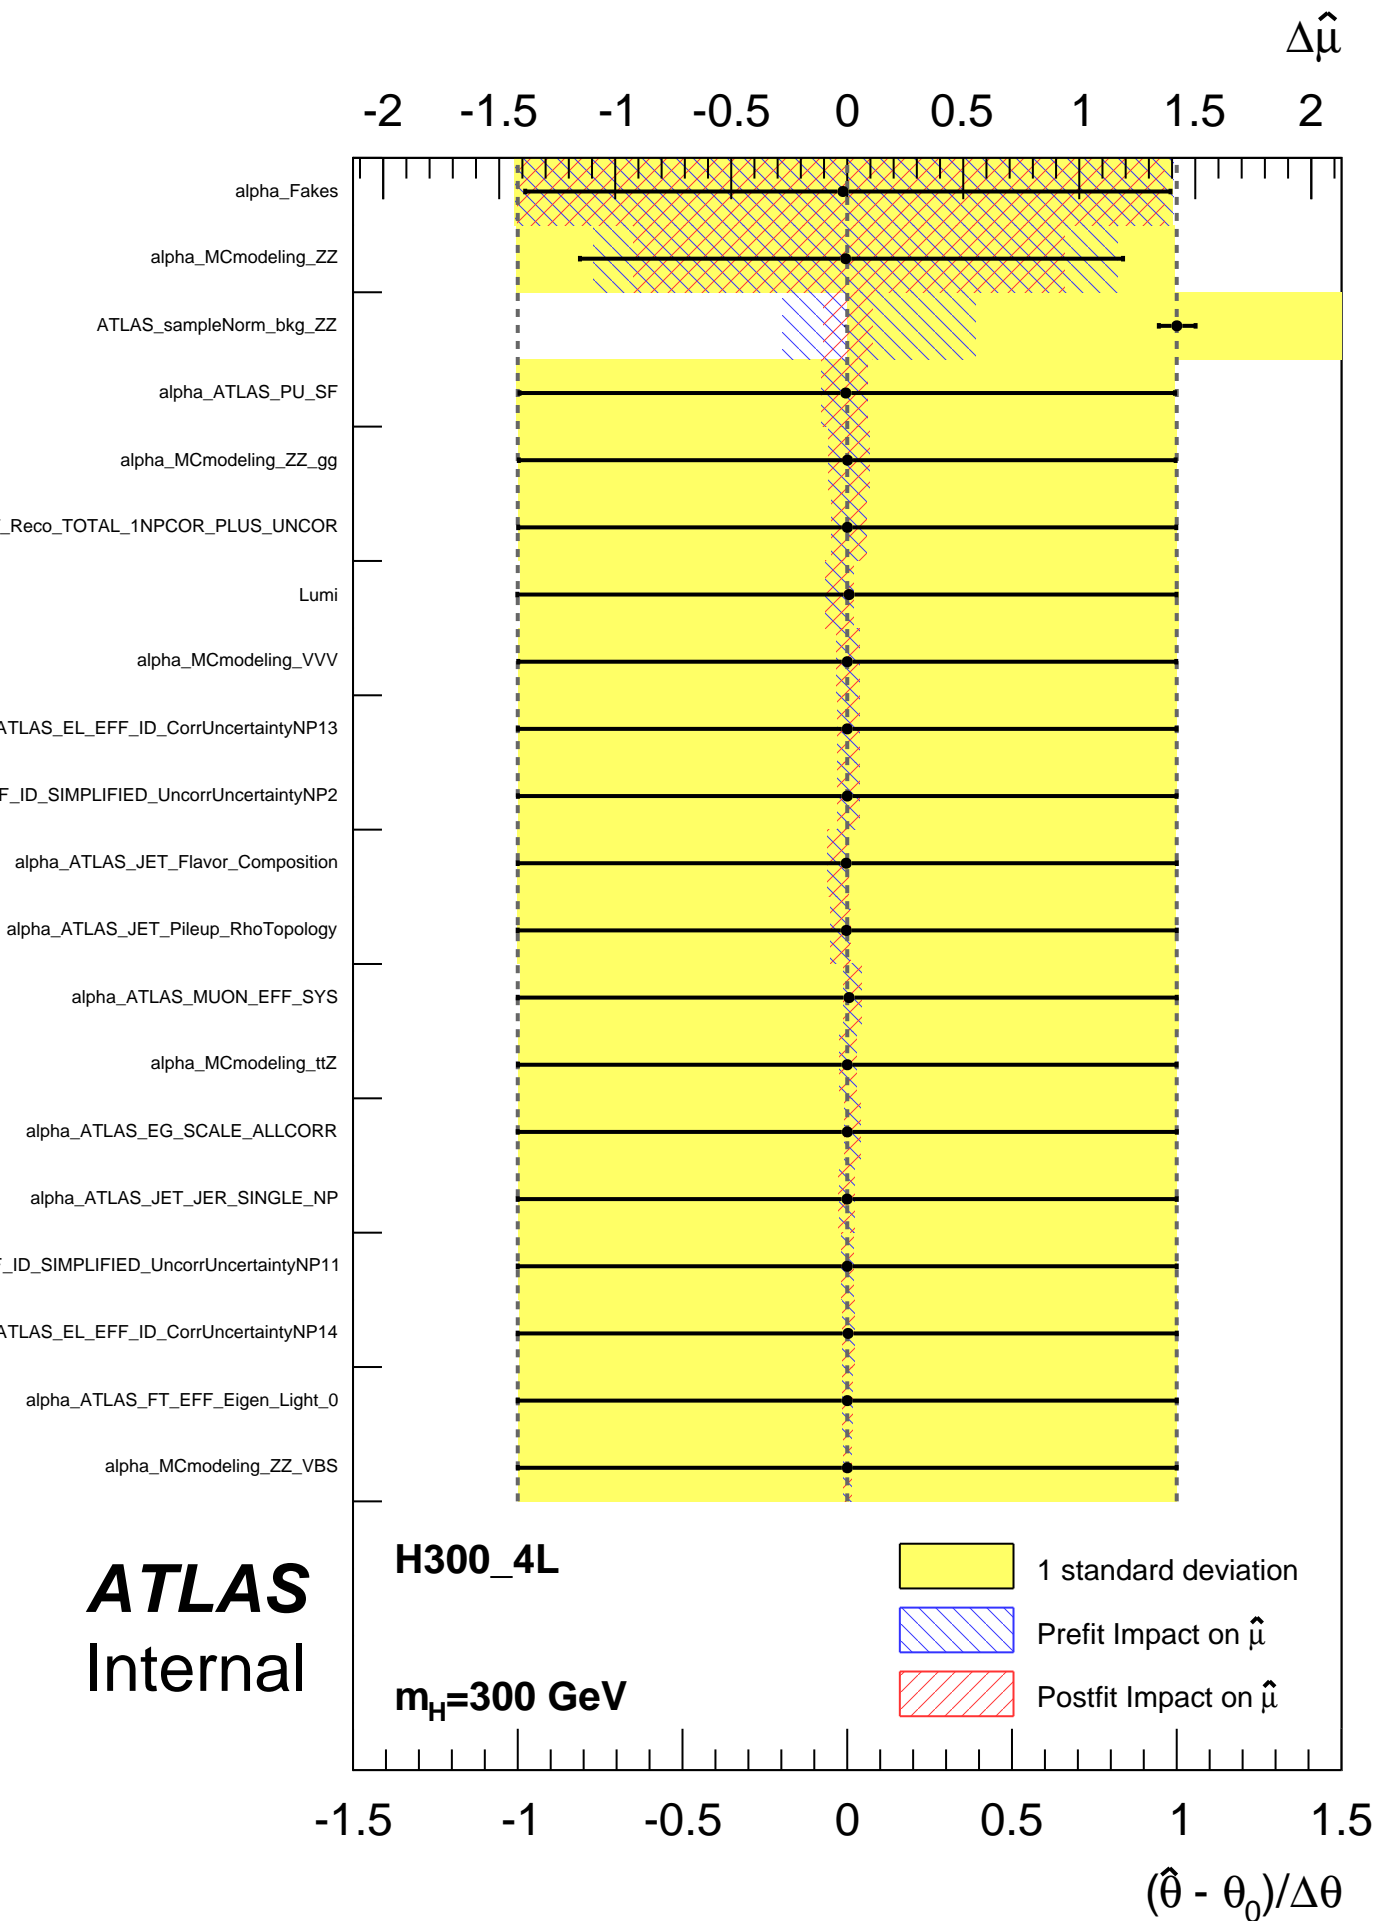 Δμ̂
-2 -1.5 -1 -0.5 0 0.5 1 1.5 2
alpha_Fakes
alpha_MCmodeling_ZZ
ATLAS_sampleNorm_bkg_ZZ
alpha_ATLAS_PU_SF
alpha_MCmodeling_ZZ_gg
_Reco_TOTAL_1NPCOR_PLUS_UNCOR
Lumi
alpha_MCmodeling_VVV
ATLAS_EL_EFF_ID_CorrUncertaintyNP13
F_ID_SIMPLIFIED_UncorrUncertaintyNP2
alpha_ATLAS_JET_Flavor_Composition
alpha_ATLAS_JET_Pileup_RhoTopology
alpha_ATLAS_MUON_EFF_SYS
alpha_MCmodeling_ttZ
alpha_ATLAS_EG_SCALE_ALLCORR
alpha_ATLAS_JET_JER_SINGLE_NP
F_ID_SIMPLIFIED_UncorrUncertaintyNP11
ATLAS_EL_EFF_ID_CorrUncertaintyNP14
alpha_ATLAS_FT_EFF_Eigen_Light_0
alpha_MCmodeling_ZZ_VBS
ATLAS
Internal
H300_4L
m_H=300 GeV
1 standard deviation
Prefit Impact on μ̂
Postfit Impact on μ̂
-1.5 -1 -0.5 0 0.5 1 1.5
(θ̂ - θ₀)/Δθ